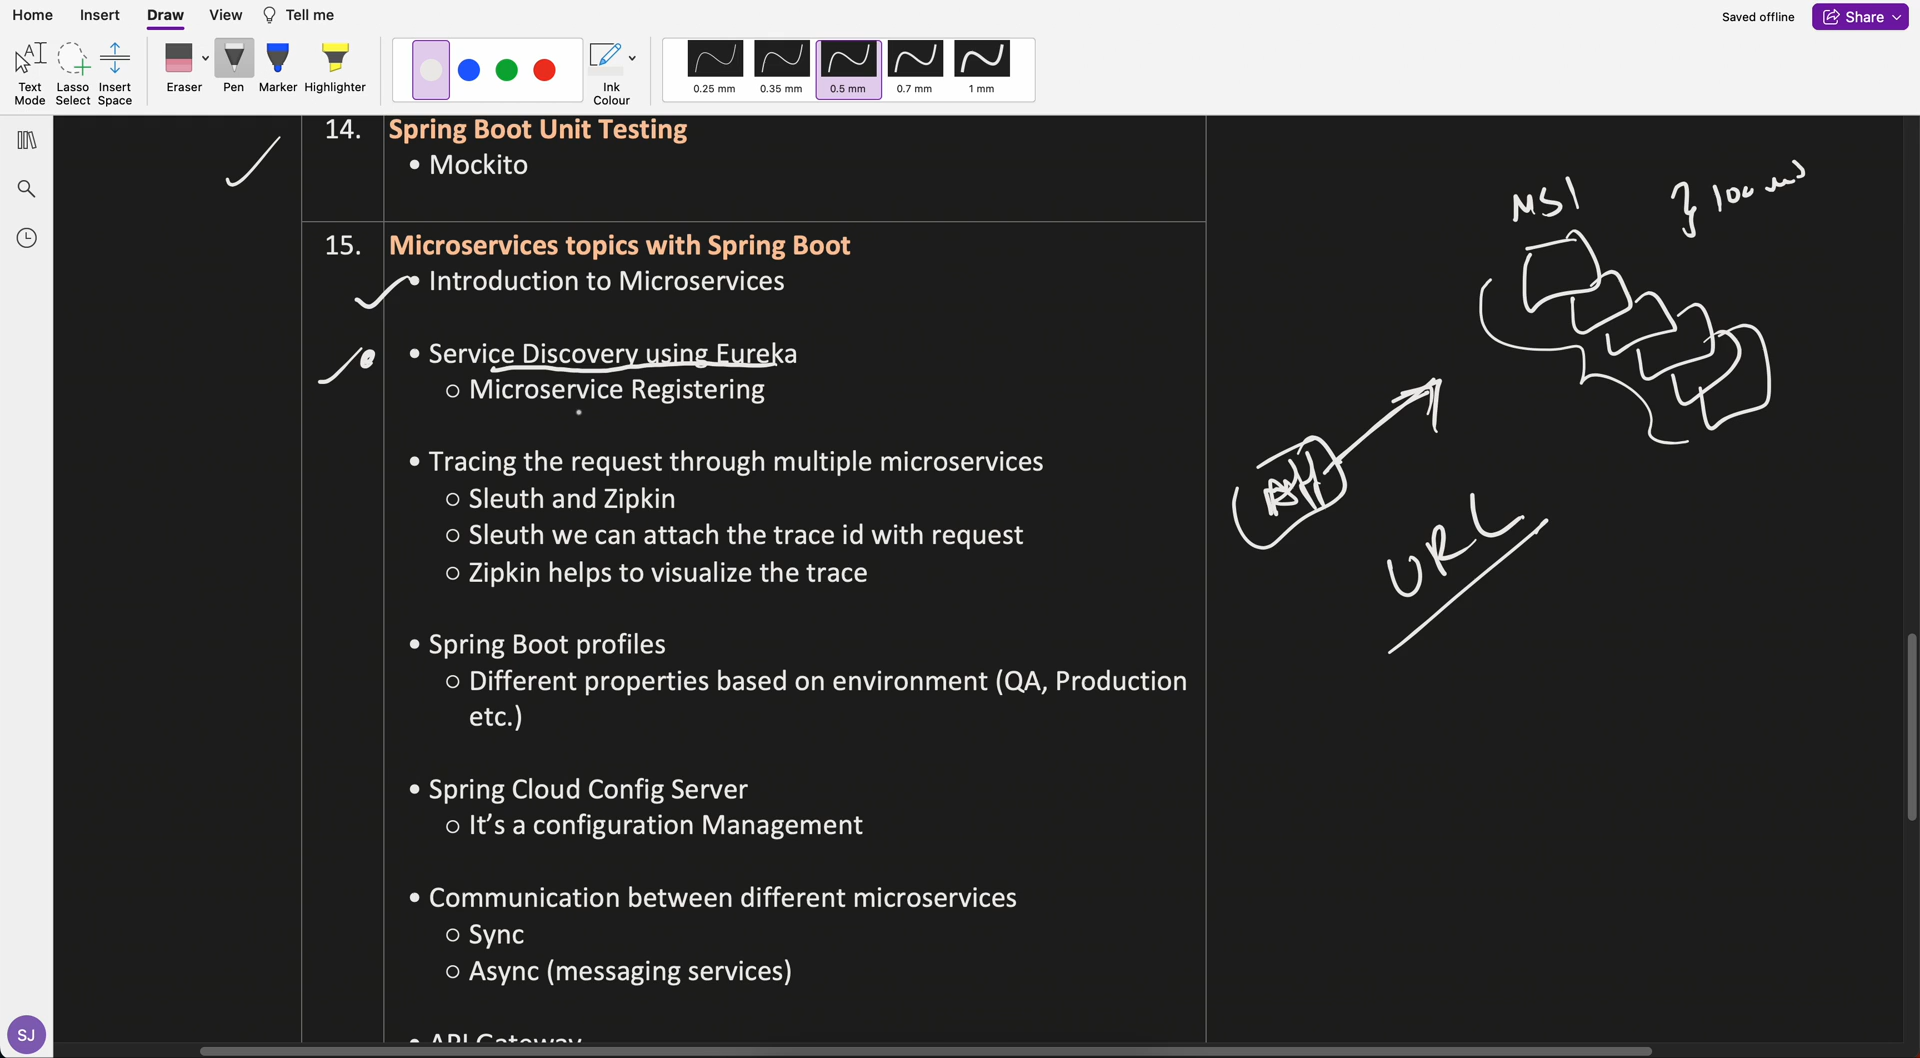 Home Insert Draw View Tell me
Saved offline Share
Text Mode
Lasso Select
Insert Space
Eraser
Pen
Marker
Highlighter
Ink Colour
0.25 mm 0.35 mm 0.5 mm 0.7 mm 1 mm
14. Spring Boot Unit Testing
• Mockito
15. Microservices topics with Spring Boot
• Introduction to Microservices
• Service Discovery using Eureka
○ Microservice Registering
• Tracing the request through multiple microservices
○ Sleuth and Zipkin
○ Sleuth we can attach the trace id with request
○ Zipkin helps to visualize the trace
• Spring Boot profiles
○ Different properties based on environment (QA, Production
etc.)
• Spring Cloud Config Server
○ It's a configuration Management
• Communication between different microservices
○ Sync
○ Async (messaging services)
• API Gateway
MS1
} 100 ms
URL
SJ